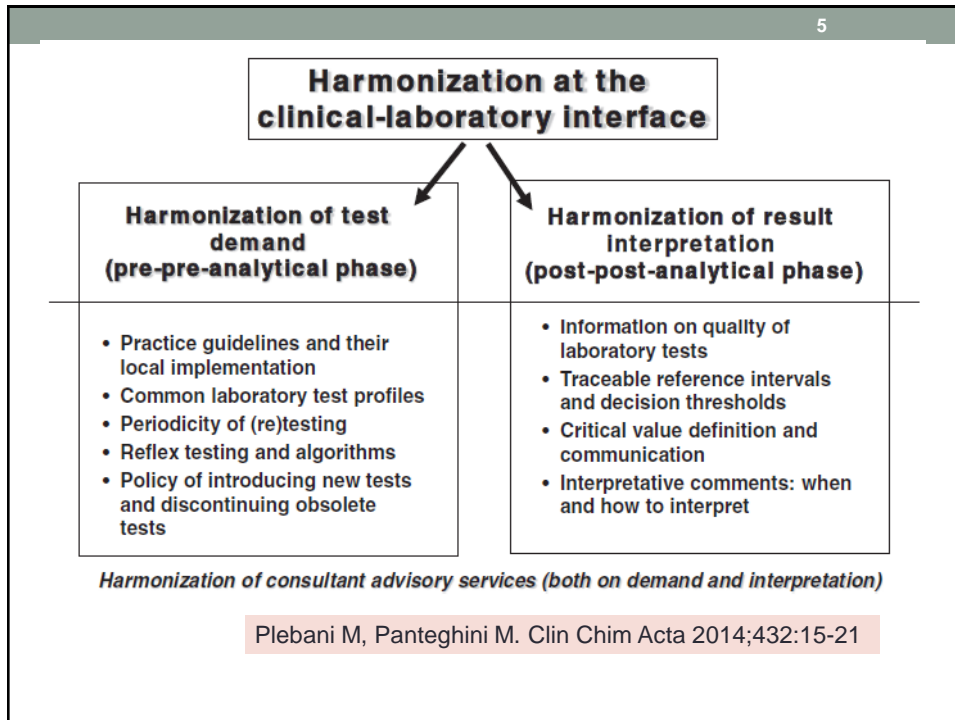 5
Harmonization at the
clinical-laboratory interface
Harmonization of test
demand
(pre-pre-analytical phase)
• Practice guidelines and their
local implementation
• Common laboratory test profiles
• Periodicity of (re)testing
• Reflex testing and algorithms
• Policy of introducing new tests
and discontinuing obsolete
tests
Harmonization of result
interpretation
(post-post-analytical phase)
• Information on quality of
laboratory tests
• Traceable reference intervals
and decision thresholds
• Critical value definition and
communication
• Interpretative comments: when
and how to interpret
Harmonization of consultant advisory services (both on demand and interpretation)
Plebani M, Panteghini M. Clin Chim Acta 2014;432:15-21